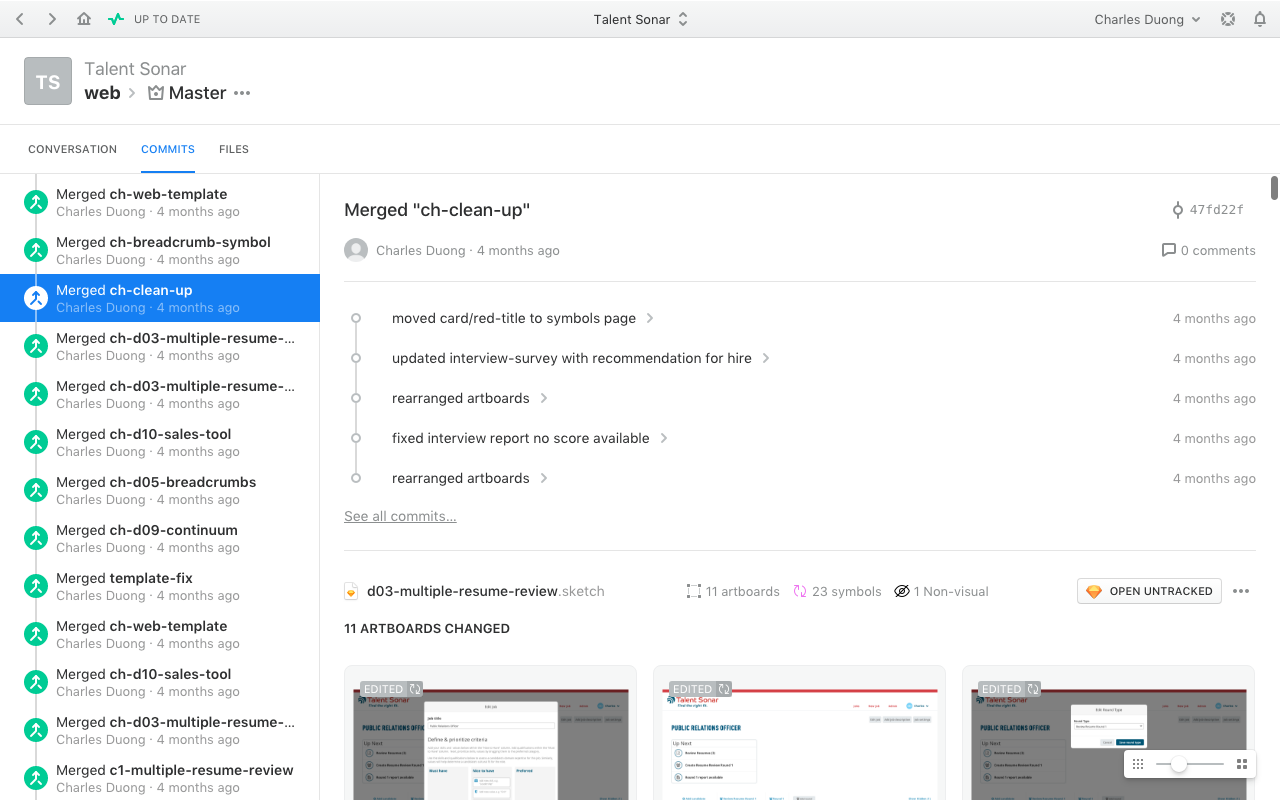 UP TO DATE
Talent Sonar
Charles Duong
TS
Talent Sonar
web
Master
CONVERSATION
COMMITS
FILES
Merged ch-web-template
Charles Duong · 4 months ago
Merged ch-breadcrumb-symbol
Charles Duong · 4 months ago
Merged ch-clean-up
Charles Duong · 4 months ago
Merged ch-d03-multiple-resume-...
Charles Duong · 4 months ago
Merged ch-d03-multiple-resume-...
Charles Duong · 4 months ago
Merged ch-d10-sales-tool
Charles Duong · 4 months ago
Merged ch-d05-breadcrumbs
Charles Duong · 4 months ago
Merged ch-d09-continuum
Charles Duong · 4 months ago
Merged template-fix
Charles Duong · 4 months ago
Merged ch-web-template
Charles Duong · 4 months ago
Merged ch-d10-sales-tool
Charles Duong · 4 months ago
Merged ch-d03-multiple-resume-...
Charles Duong · 4 months ago
Merged c1-multiple-resume-review
Charles Duong · 4 months ago
Merged "ch-clean-up"
47fd22f
Charles Duong · 4 months ago
0 comments
moved card/red-title to symbols page
4 months ago
updated interview-survey with recommendation for hire
4 months ago
rearranged artboards
4 months ago
fixed interview report no score available
4 months ago
rearranged artboards
4 months ago
See all commits...
d03-multiple-resume-review.sketch
11 artboards
23 symbols
1 Non-visual
OPEN UNTRACKED
11 ARTBOARDS CHANGED
EDITED
Talent Sonar
PUBLIC RELATIONS OFFICER
Up Next
Define & prioritize criteria
EDITED
Talent Sonar
Find the right fit.
PUBLIC RELATIONS OFFICER
Up Next
EDITED
Talent Sonar
PUBLIC RELATIONS OFFICER
Up Next